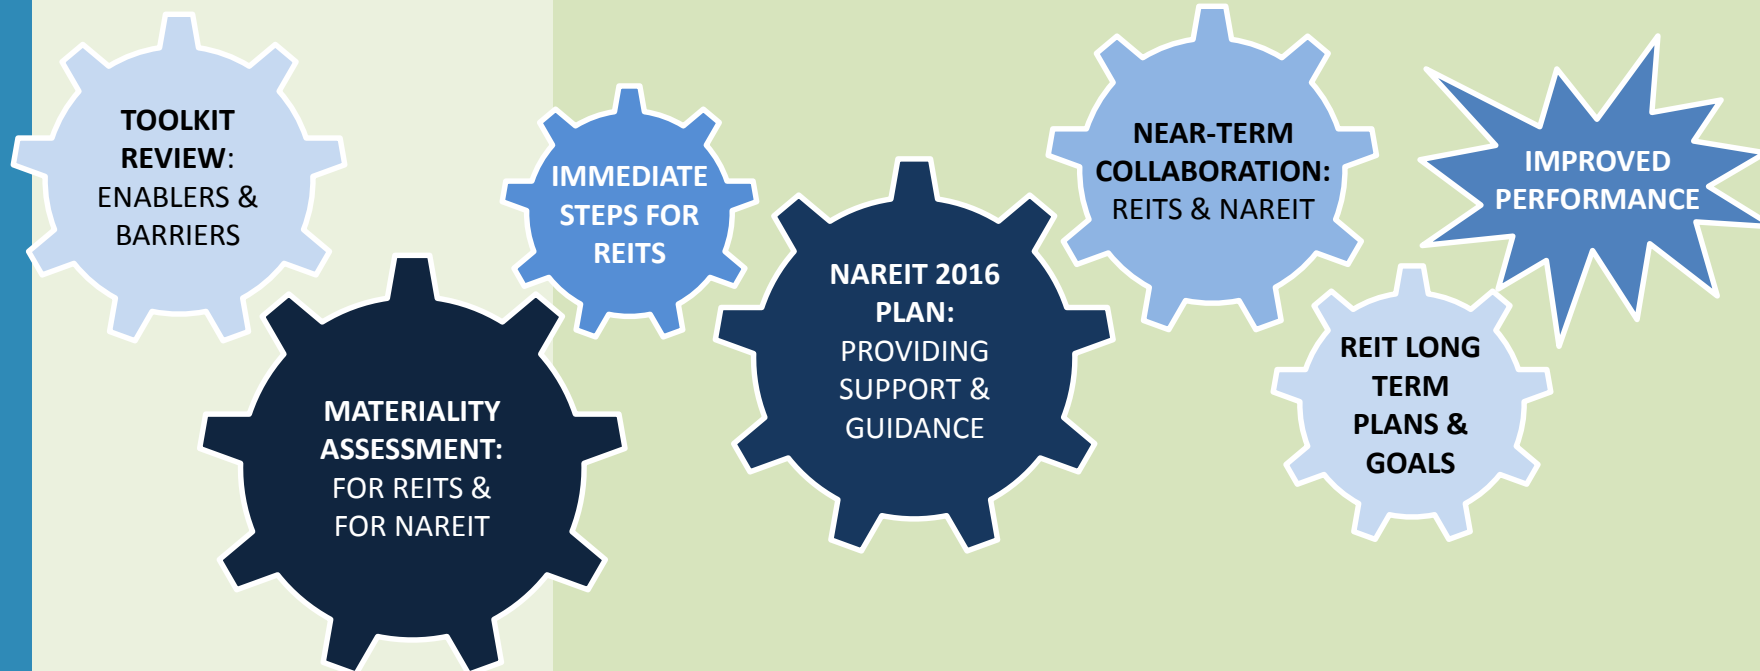 TOOLKIT
REVIEW:
ENABLERS &
BARRIERS
MATERIALITY
ASSESSMENT:
FOR REITS &
FOR NAREIT
IMMEDIATE
STEPS FOR
REITS
NAREIT 2016
PLAN:
PROVIDING
SUPPORT &
GUIDANCE
NEAR-TERM
COLLABORATION:
REITS & NAREIT
REIT LONG
TERM
PLANS &
GOALS
IMPROVED
PERFORMANCE